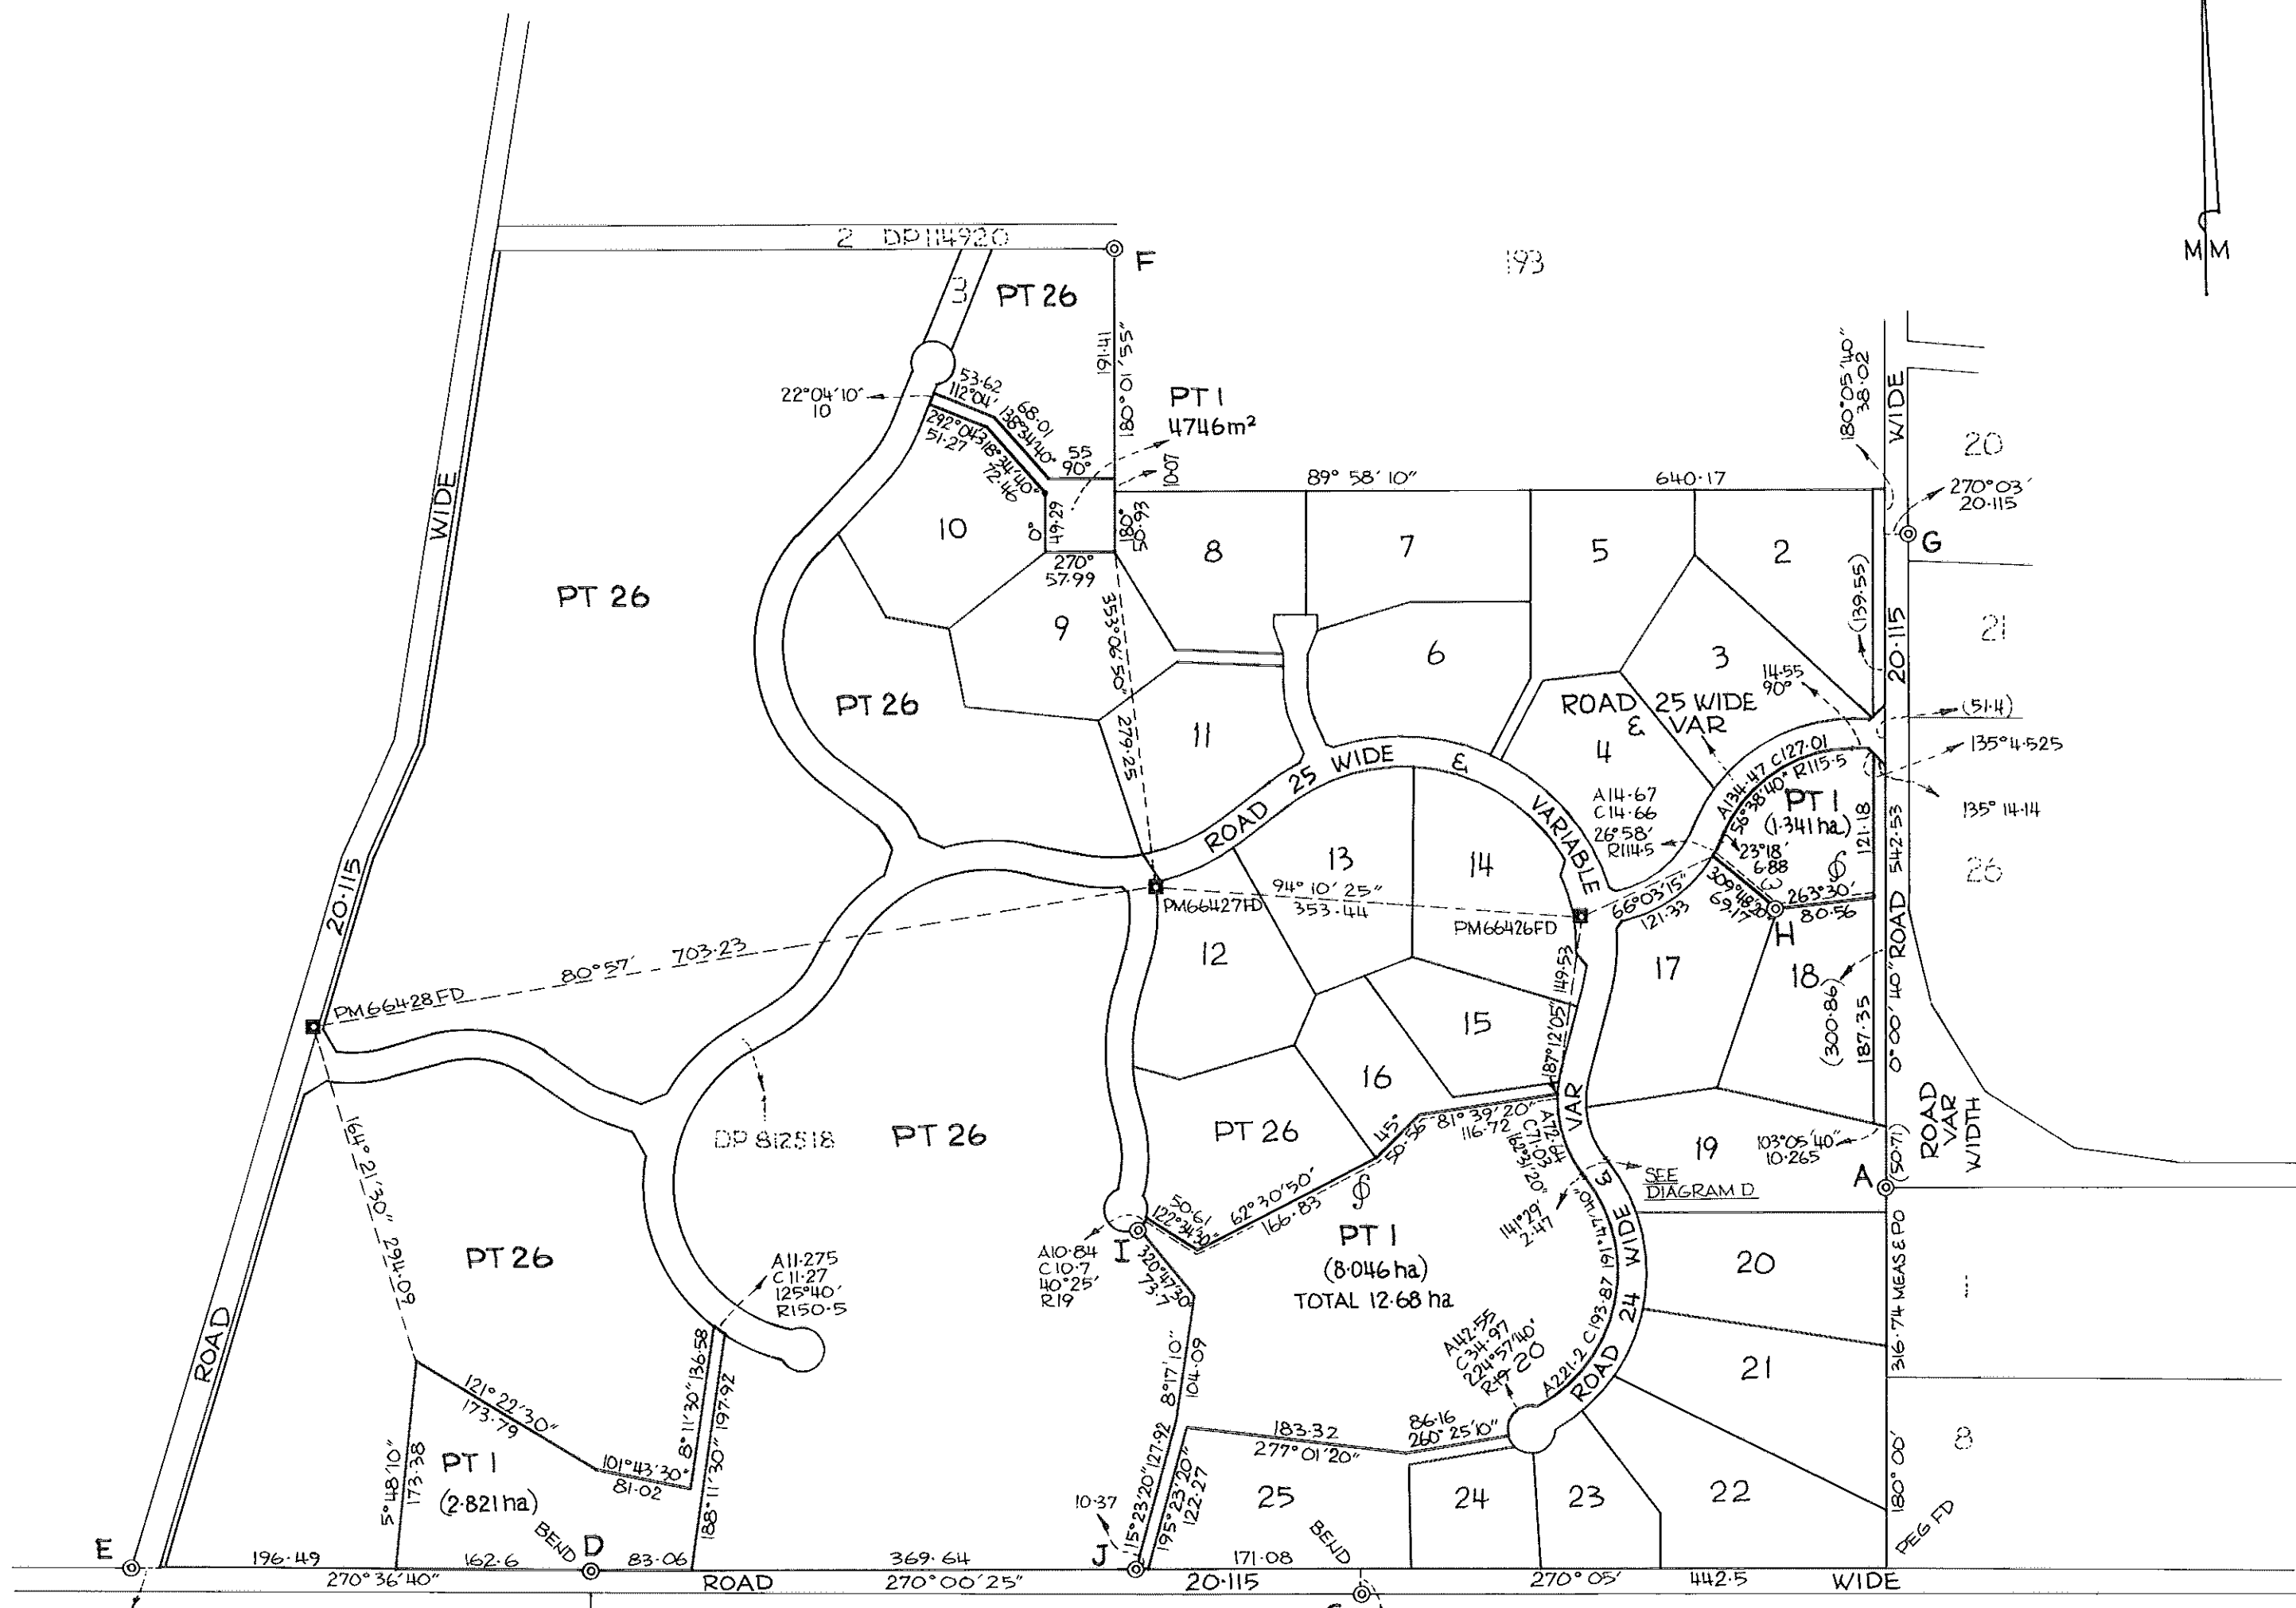 2 DP114920
F
193
M M
3
PT 26
191.41
180° 10' 55"
PT 1
4746m²
22°04'10"
10
53.62
112°04'
68.01
138°34'40"
292°04'
51.27
318°34'40"
72.46
55
90°
10.07
49.29
0°
180°
50.93
270°
57.99
89° 58' 10"
640.17
180°05'40"
38.02
WIDE
20
270°03'
20.115
G
10
8
7
5
2
(139.55)
21
WIDE
PT 26
9
353°06'50"
279.25
6
3
14.55
90°
20.115
PT 26
11
ROAD 25 WIDE
& VAR
(51.4)
135° 4.525
4
ROAD 25 WIDE & VARIABLE
A134.47 C127.01
256°38'40" R115.5
A14.67
C14.66
26°58'
R114.5
PT 1
(1.341 ha)
121.18
135° 14.14
23°18'
6.88
26
13
14
94° 10' 25"
353.44
PM66427FD
PM66426FD
66°03'15"
121.33
309°48'20"
69.17
263°30'
80.56
H
ROAD 542.53
0°00'40"
20.115
80°57' 703.23
PM66428FD
12
17
18
(300.86)
187.35
149.53
187°12'05"
15
16
DP 812518
PT 26
PT 26
45°
50.56
81°39'20"
116.72
A72.64
C71.03
162°31'20"
VAR
19
103°05'40"
10.265
A
(50.71)
ROAD
VAR
WIDTH
SEE
DIAGRAM D
164° 21'30" 294.09
PT 26
50.61
122°34'30"
62°30'50"
166.83
I
A10.84
C10.7
40°25'
R19
320°47'30"
73.7
PT 1
(8.046 ha)
TOTAL 12.68 ha
141°29'
2.47
191°47'40"
A221.2 C193.87
ROAD 24 WIDE &
20
1
316.74 MEAS & PO
A11.275
C11.27
125°40'
R150.5
ROAD
8°17'10"
104.09
A142.55
C34.97
224°57'40"
R19-20
21
121° 22'30"
173.79
8°11'30" 136.58
188°11'30" 197.92
5°48'10"
173.38
PT 1
(2.821 ha)
101°43'30"
81.02
183.32
277°01'20"
86.16
260°25'10"
15°23'20" 127.92
195°23'20"
122.27
10.37
25
24
23
22
180°00'
8
PEG FD
BEND
BEND
E
196.49
162.6
D
83.06
369.64
J
171.08
270°36'40"
ROAD
270°00'25"
20.115
270°05'
442.5
WIDE